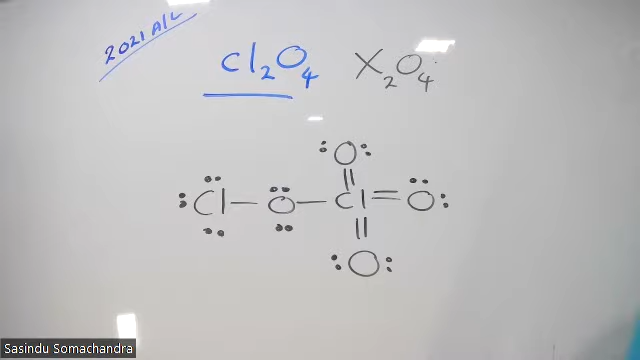 2021 A/L
Cl₂O₄ X₂O₄
O
Cl — O — Cl = O
O
Sasindu Somachandra